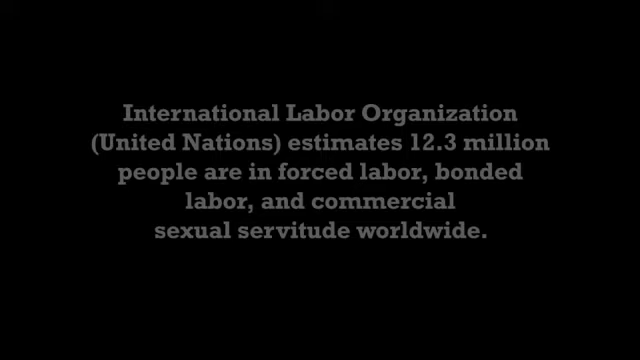 International Labor Organization
(United Nations) estimates 12.3 million
people are in forced labor, bonded
labor, and commercial
sexual servitude worldwide.